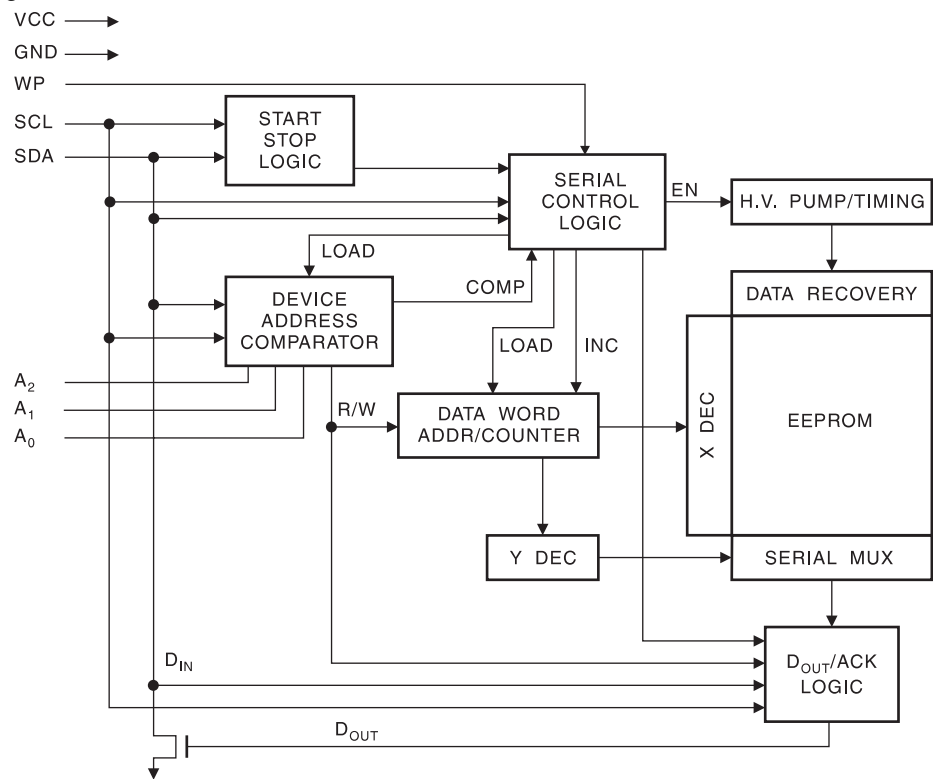 VCC
GND
WP
SCL
SDA
START
STOP
LOGIC
SERIAL
CONTROL
LOGIC
EN
H.V. PUMP/TIMING
LOAD
COMP
DEVICE
ADDRESS
COMPARATOR
DATA RECOVERY
LOAD
INC
A2
A1
A0
R/W
DATA WORD
ADDR/COUNTER
X DEC
EEPROM
Y DEC
SERIAL MUX
DIN
DOUT/ACK
LOGIC
DOUT